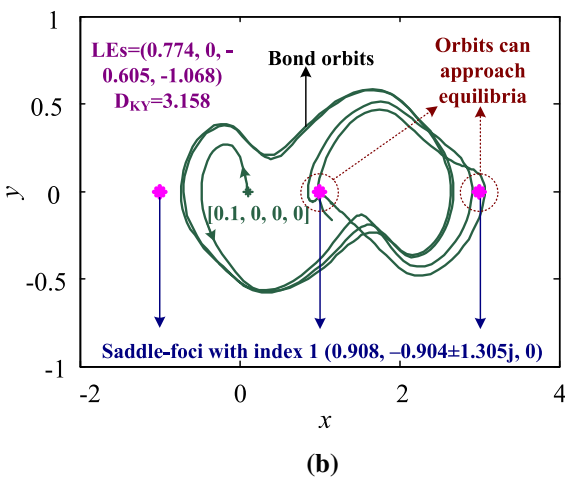 LEs=(0.774, 0, -
0.605, -1.068)
D_KY=3.158
Bond orbits
Orbits can
approach
equilibria
[0.1, 0, 0, 0]
Saddle-foci with index 1 (0.908, –0.904±1.305j, 0)
1
0.5
0
-0.5
-1
y
-2
0
2
4
x
(b)